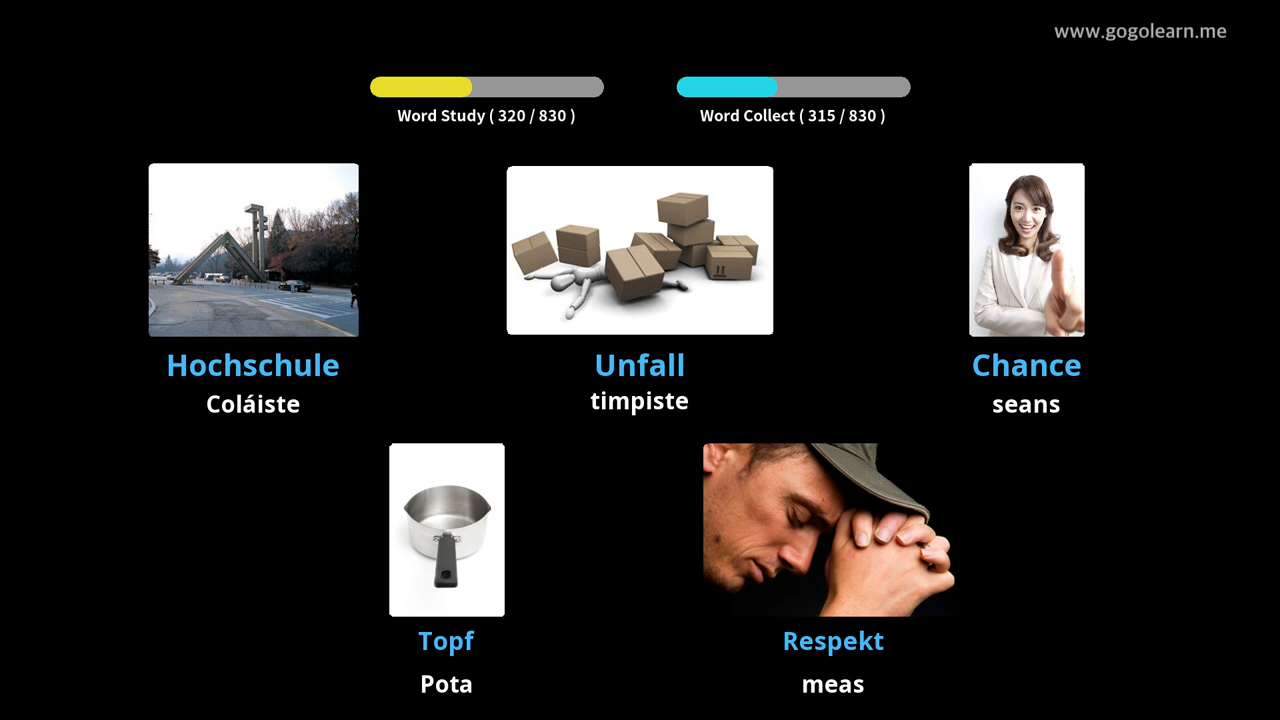 www.gogolearn.me
Word Study ( 320 / 830 )
Word Collect ( 315 / 830 )
Hochschule
Coláiste
Unfall
timpiste
Chance
seans
Topf
Pota
Respekt
meas